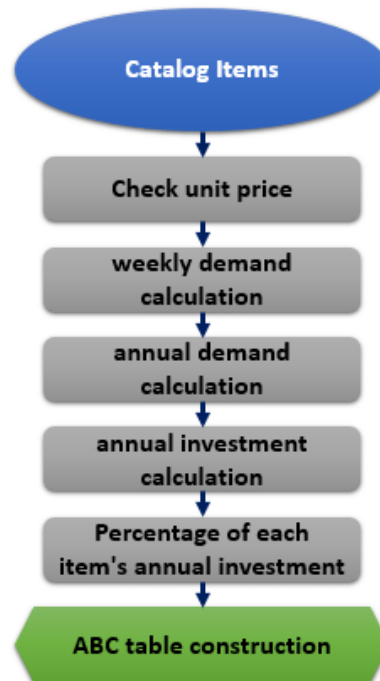 Catalog Items
Check unit price
weekly demand
calculation
annual demand
calculation
annual investment
calculation
Percentage of each
item's annual investment
ABC table construction